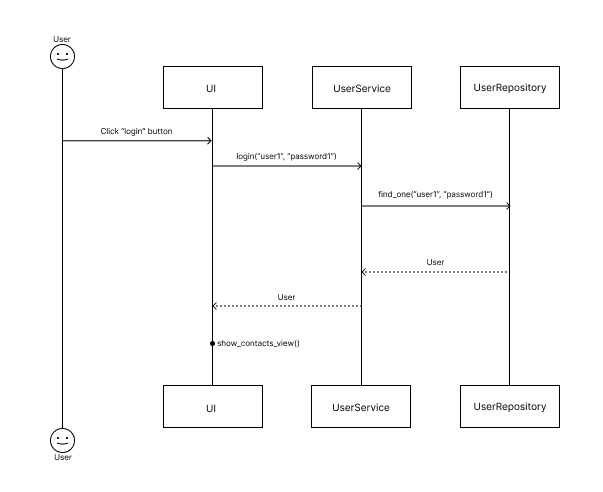 User
UI
UserService
UserRepository
Click “login” button
login(“user1”, “password1”)
find_one(“user1”, “password1”)
User
User
show_contacts_view()
UI
UserService
UserRepository
User